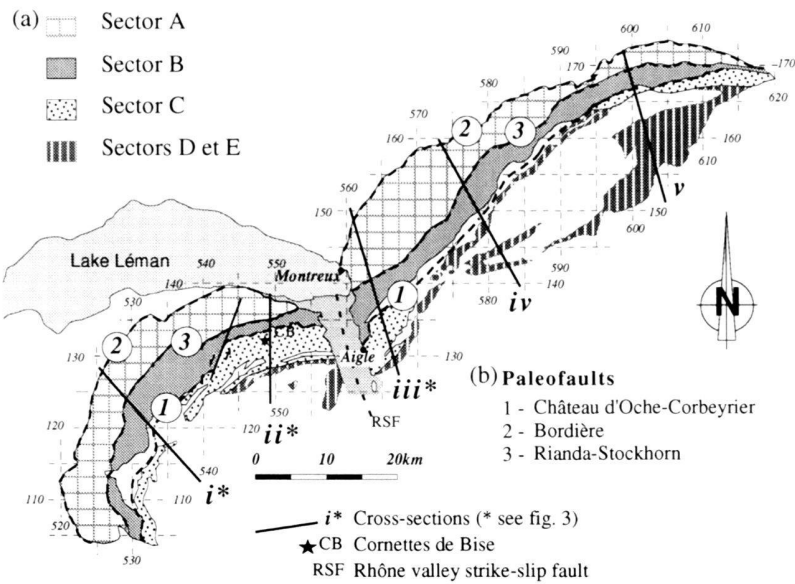 (a)
Sector A
Sector B
Sector C
Sectors D et E
600
610
590
170
170
620
580
570
2
3
160
160
610
560
150
v
150
600
590
140
580
iv
Lake Léman
540
550
140
Montreux
530
1
N
2
3
CB
130
Aigle
130
iii*
RSF
1
550
120
120
ii*
540
i*
110
110
520
530
0 10 20km
(b) Paleofaults
1 - Château d'Oche-Corbeyrier
2 - Bordière
3 - Rianda-Stockhorn
i* Cross-sections (* see fig. 3)
★CB Cornettes de Bise
RSF Rhône valley strike-slip fault